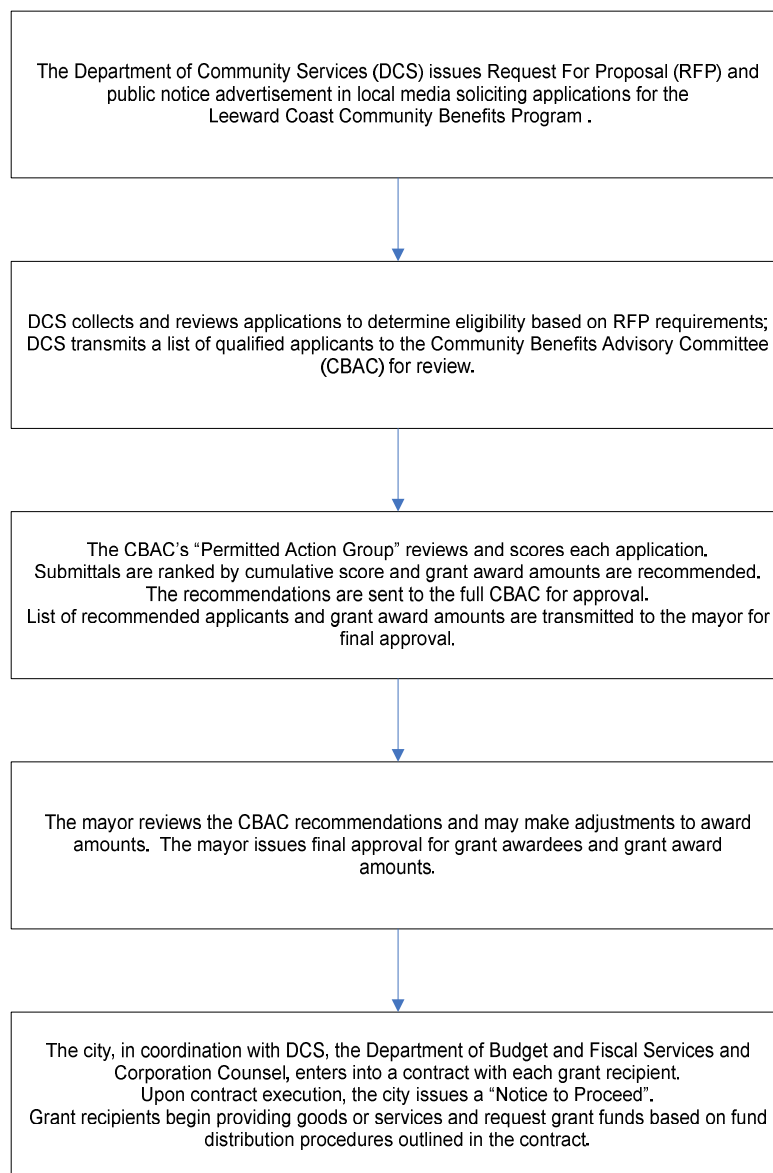 The Department of Community Services (DCS) issues Request For Proposal (RFP) and
public notice advertisement in local media soliciting applications for the
Leeward Coast Community Benefits Program .
DCS collects and reviews applications to determine eligibility based on RFP requirements;
DCS transmits a list of qualified applicants to the Community Benefits Advisory Committee
(CBAC) for review.
The CBAC’s “Permitted Action Group” reviews and scores each application.
Submittals are ranked by cumulative score and grant award amounts are recommended.
The recommendations are sent to the full CBAC for approval.
List of recommended applicants and grant award amounts are transmitted to the mayor for
final approval.
The mayor reviews the CBAC recommendations and may make adjustments to award
amounts.  The mayor issues final approval for grant awardees and grant award
amounts.
The city, in coordination with DCS, the Department of Budget and Fiscal Services and
Corporation Counsel, enters into a contract with each grant recipient.
Upon contract execution, the city issues a “Notice to Proceed”.
Grant recipients begin providing goods or services and request grant funds based on fund
distribution procedures outlined in the contract.